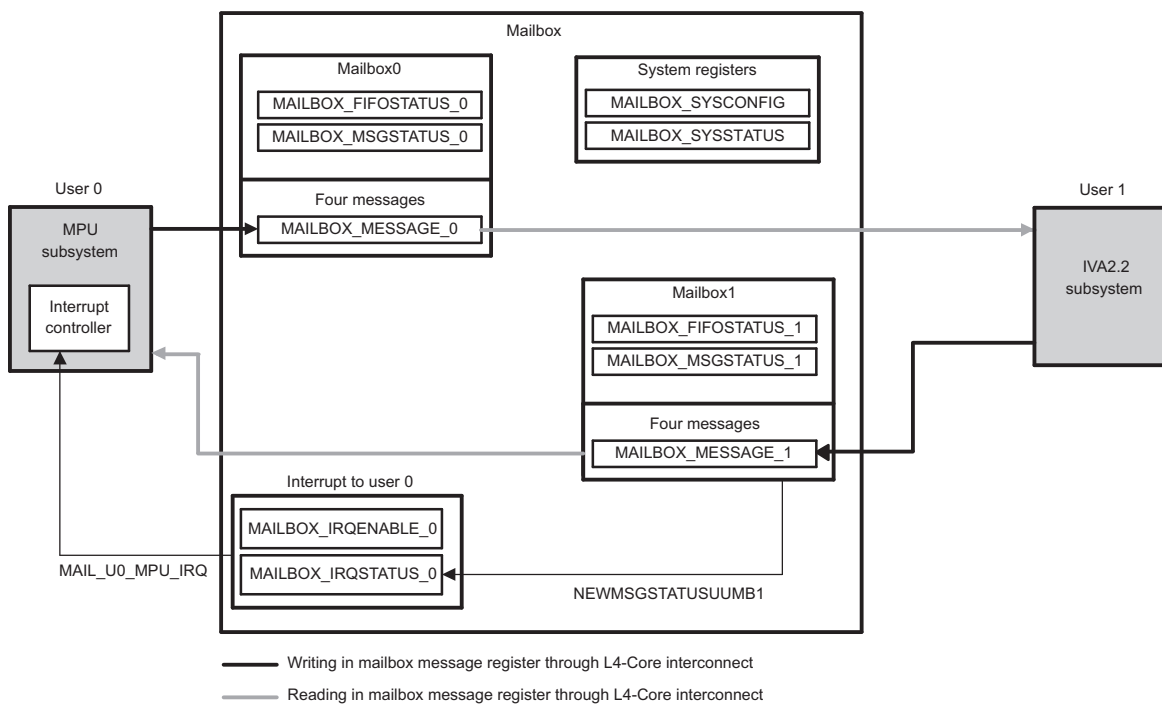 Mailbox
Mailbox0
MAILBOX_FIFOSTATUS_0
MAILBOX_MSGSTATUS_0
Four messages
MAILBOX_MESSAGE_0
System registers
MAILBOX_SYSCONFIG
MAILBOX_SYSSTATUS
User 0
MPU
subsystem
Interrupt
controller
User 1
IVA2.2
subsystem
Mailbox1
MAILBOX_FIFOSTATUS_1
MAILBOX_MSGSTATUS_1
Four messages
MAILBOX_MESSAGE_1
Interrupt to user 0
MAILBOX_IRQENABLE_0
MAILBOX_IRQSTATUS_0
MAIL_U0_MPU_IRQ
NEWMSGSTATUSUUMB1
Writing in mailbox message register through L4-Core interconnect
Reading in mailbox message register through L4-Core interconnect